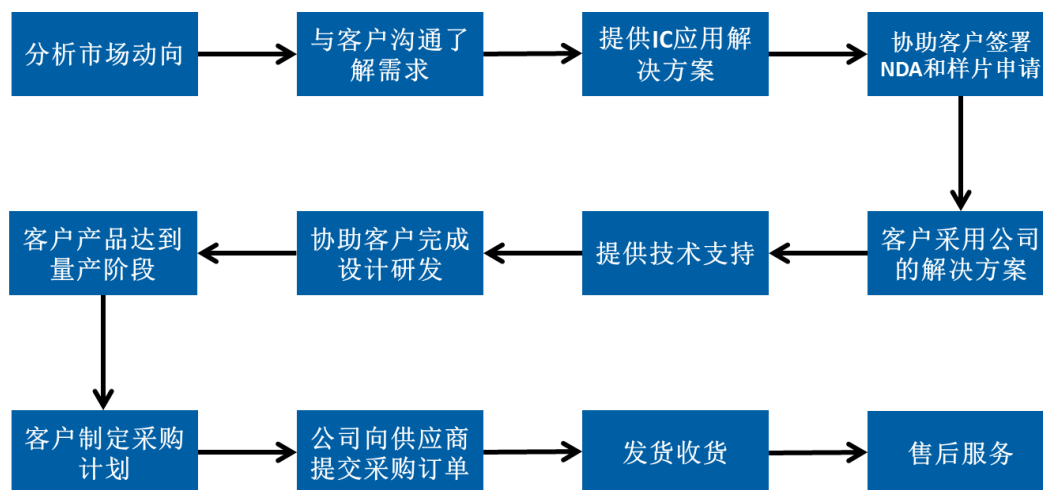 分析市场动向
与客户沟通了
解需求
提供IC应用解
决方案
协助客户签署
NDA和样片申请
客户采用公司
的解决方案
提供技术支持
协助客户完成
设计研发
客户产品达到
量产阶段
客户制定采购
计划
公司向供应商
提交采购订单
发货收货
售后服务